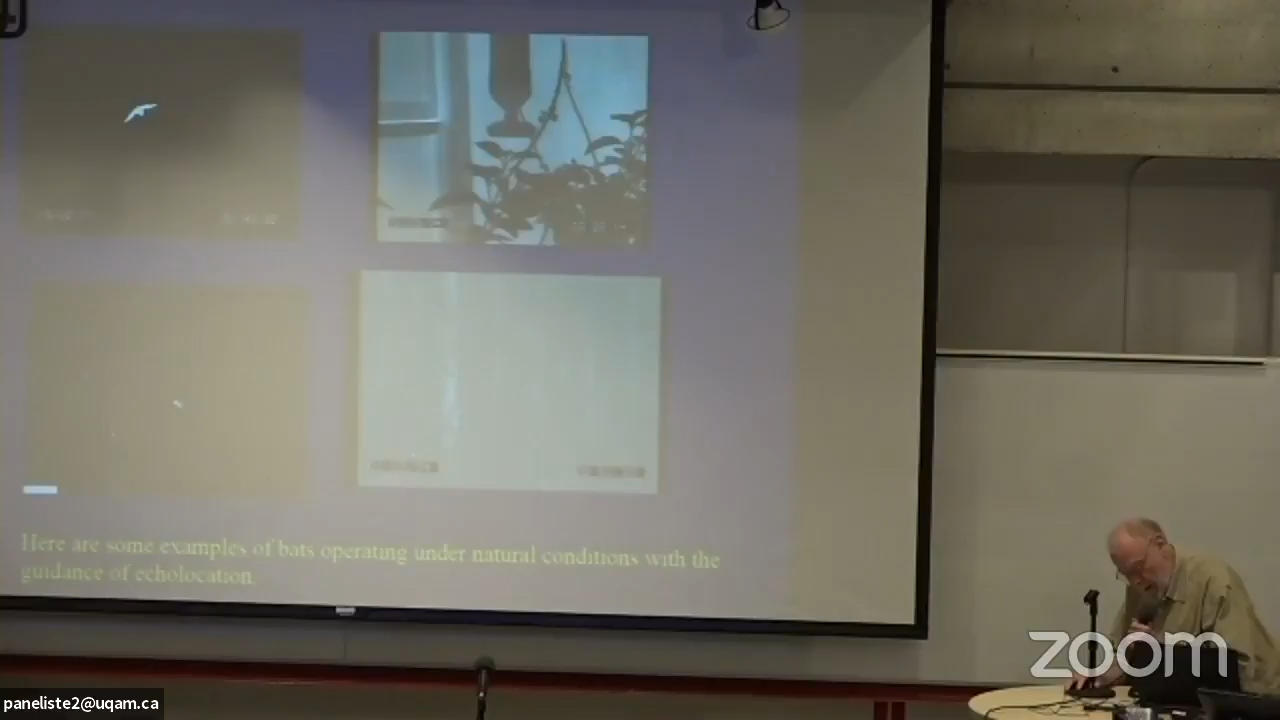 Here are some examples of bats operating under natural conditions with the
guidance of echolocation.
zoom
paneliste2@uqam.ca